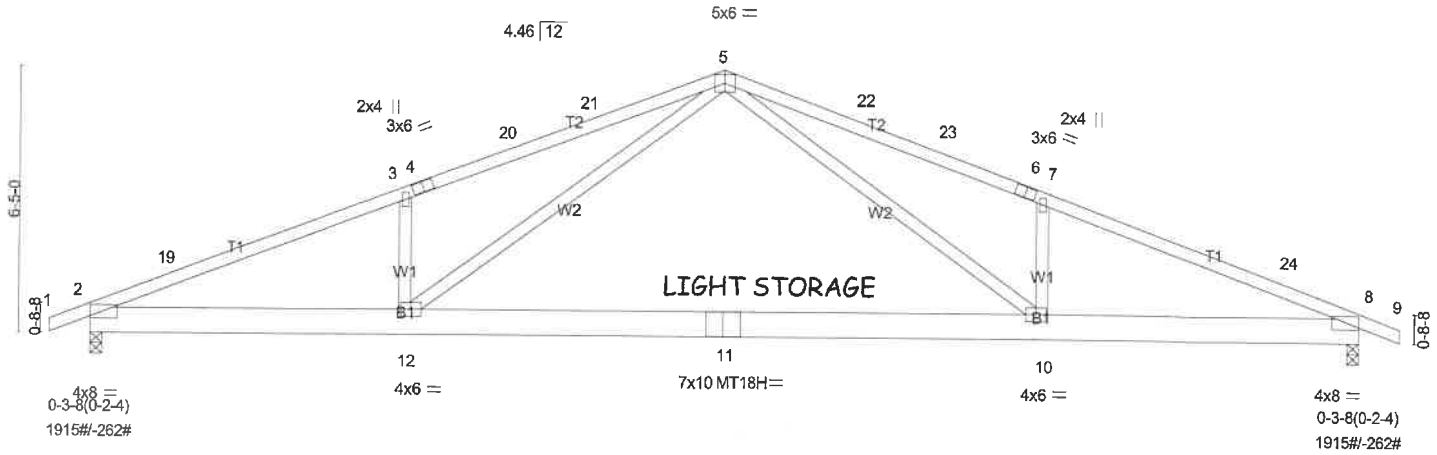 5x6 =
4.46 12
5
21
22
2x4 ||
T2
T2
2x4 ||
3x6 =
20
23
3x6 =
3 4
6 7
6-5-0
W2
W2
19
T1
T1
24
W1
LIGHT STORAGE
W1
1 2
8 9
0-8-8
B1
B1
0-8-8
12
11
10
4x6 =
7x10 MT18H=
4x6 =
4x8 =
4x8 =
0-3-8(0-2-4)
0-3-8(0-2-4)
1915#/-262#
1915#/-262#